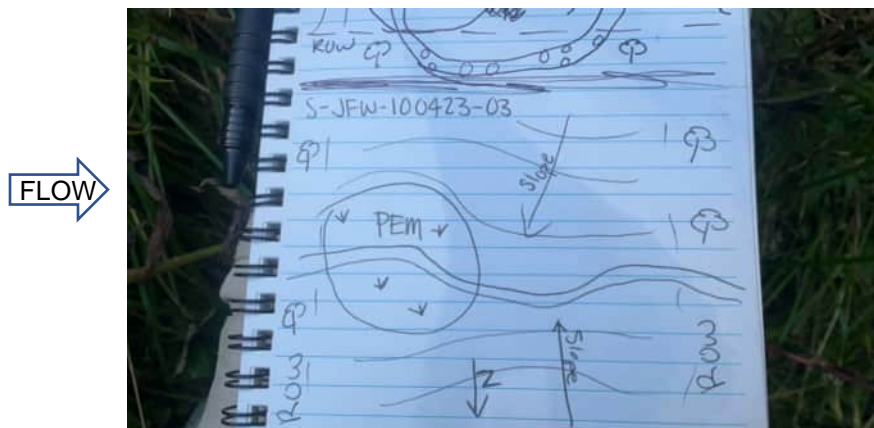 ROW
S-JFW-100423-03
Slope
FLOW
PEM
Slope
ROW
ROW
N